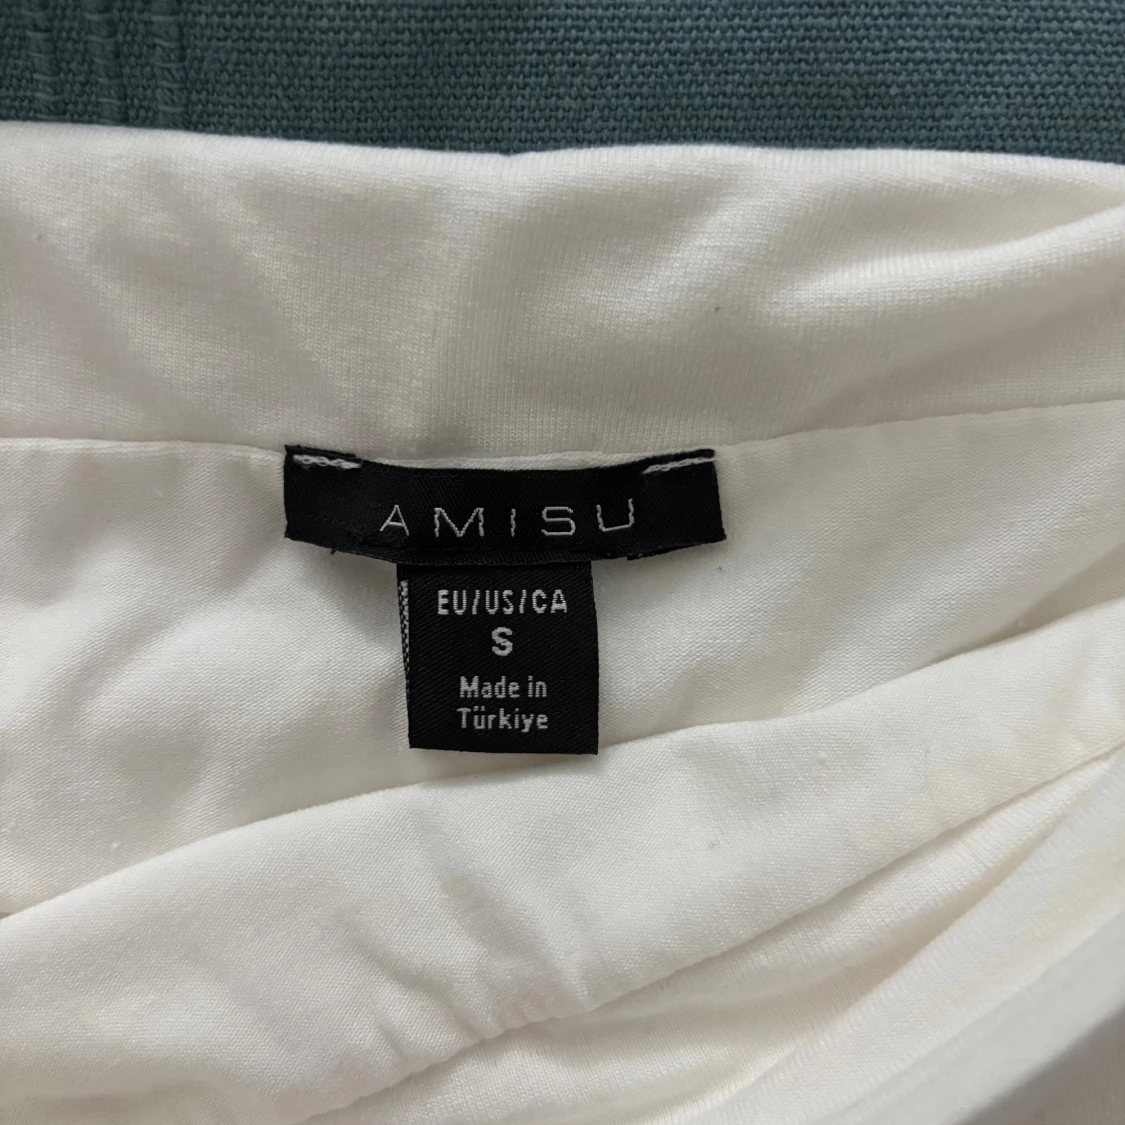 AMISU
EU/US/CA
S
Made in
Türkiye